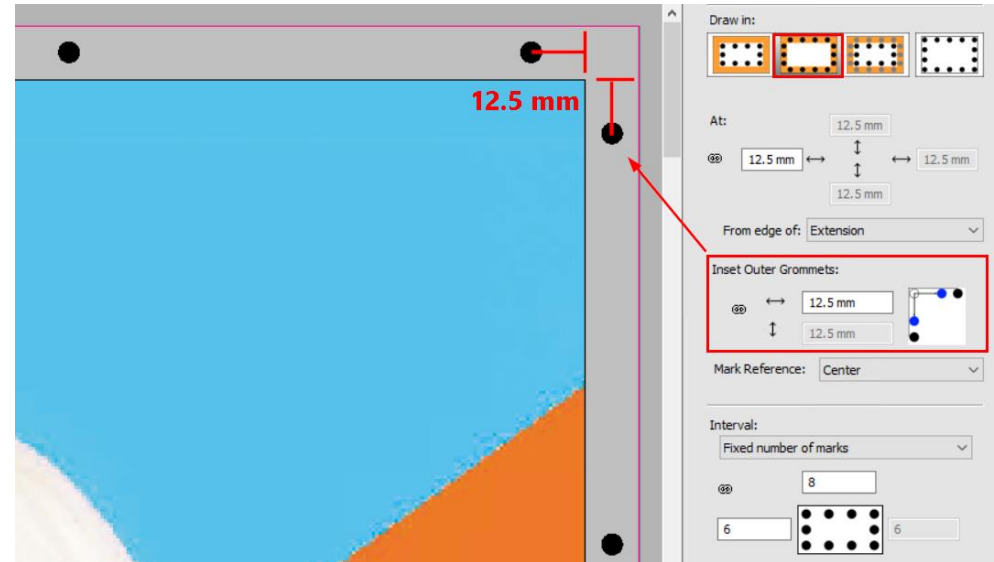 12.5 mm
Draw in:
At:
12.5 mm
12.5 mm
12.5 mm
12.5 mm
From edge of: Extension
Inset Outer Grommets:
12.5 mm
12.5 mm
Mark Reference: Center
Interval:
Fixed number of marks
8
6
6